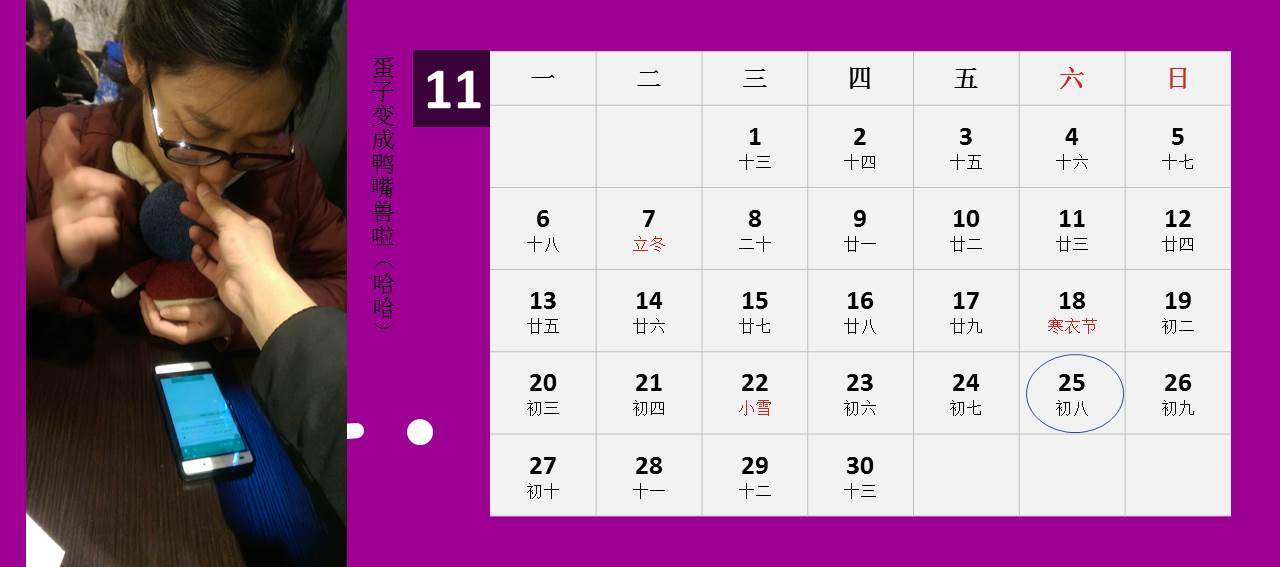 蛋子变成鸭嘴兽啦（哈哈）
11
一 二 三 四 五 六 日
1 2 3 4 5
十三 十四 十五 十六 十七
6 7 8 9 10 11 12
十八 立冬 二十 廿一 廿二 廿三 廿四
13 14 15 16 17 18 19
廿五 廿六 廿七 廿八 廿九 寒衣节 初二
20 21 22 23 24 25 26
初三 初四 小雪 初六 初七 初八 初九
27 28 29 30
初十 十一 十二 十三